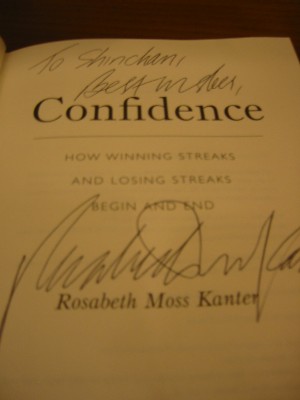 To Shinchan,
Best wishes,
Confidence
HOW WINNING STREAKS
AND LOSING STREAKS
BEGIN AND END
Rosabeth Moss Kanter